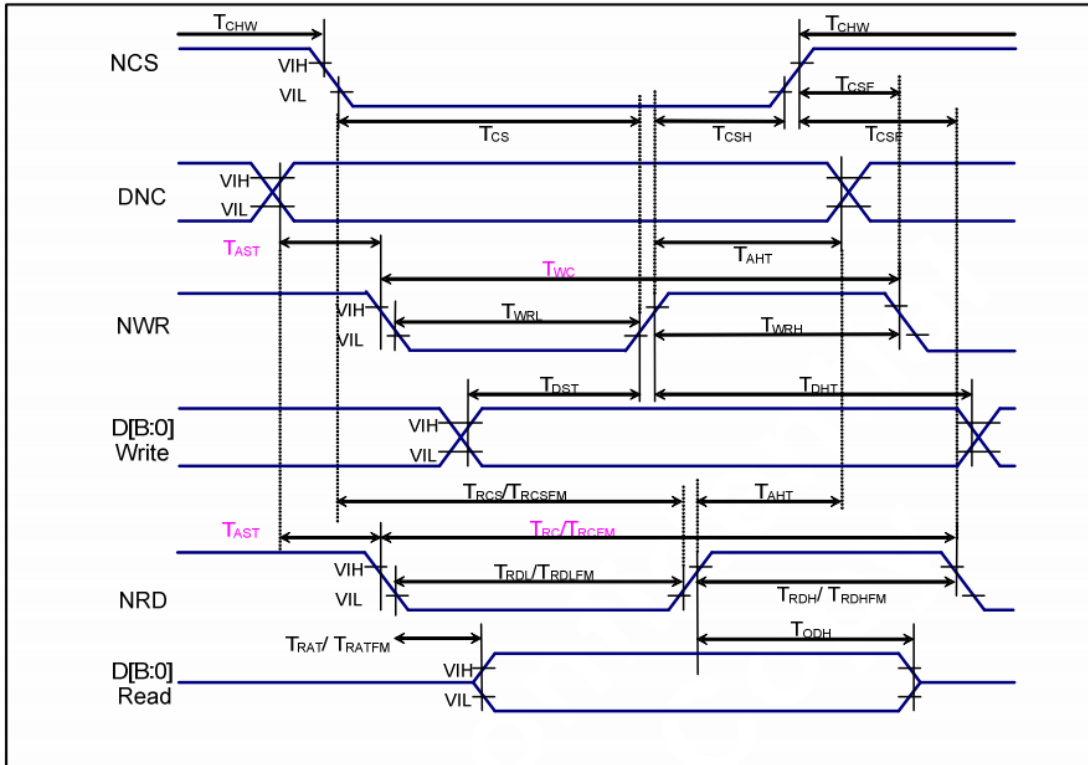 TCHW TCHW
NCS VIH
VIL
TCSF
TCS TCSH TCSF
DNC VIH
VIL
TAST TAHT
TWC
NWR VIH
VIL
TWRL TWRH
TDST TDHT
D[B:0]
Write
VIH
VIL
TRCS/TRCSFM TAHT
TAST TRC/TRCFM
NRD VIH
VIL
TRDL/TRDLFM
TRDH/ TRDHFM
TRAT/ TRATFM
TODH
D[B:0]
Read
VIH
VIL